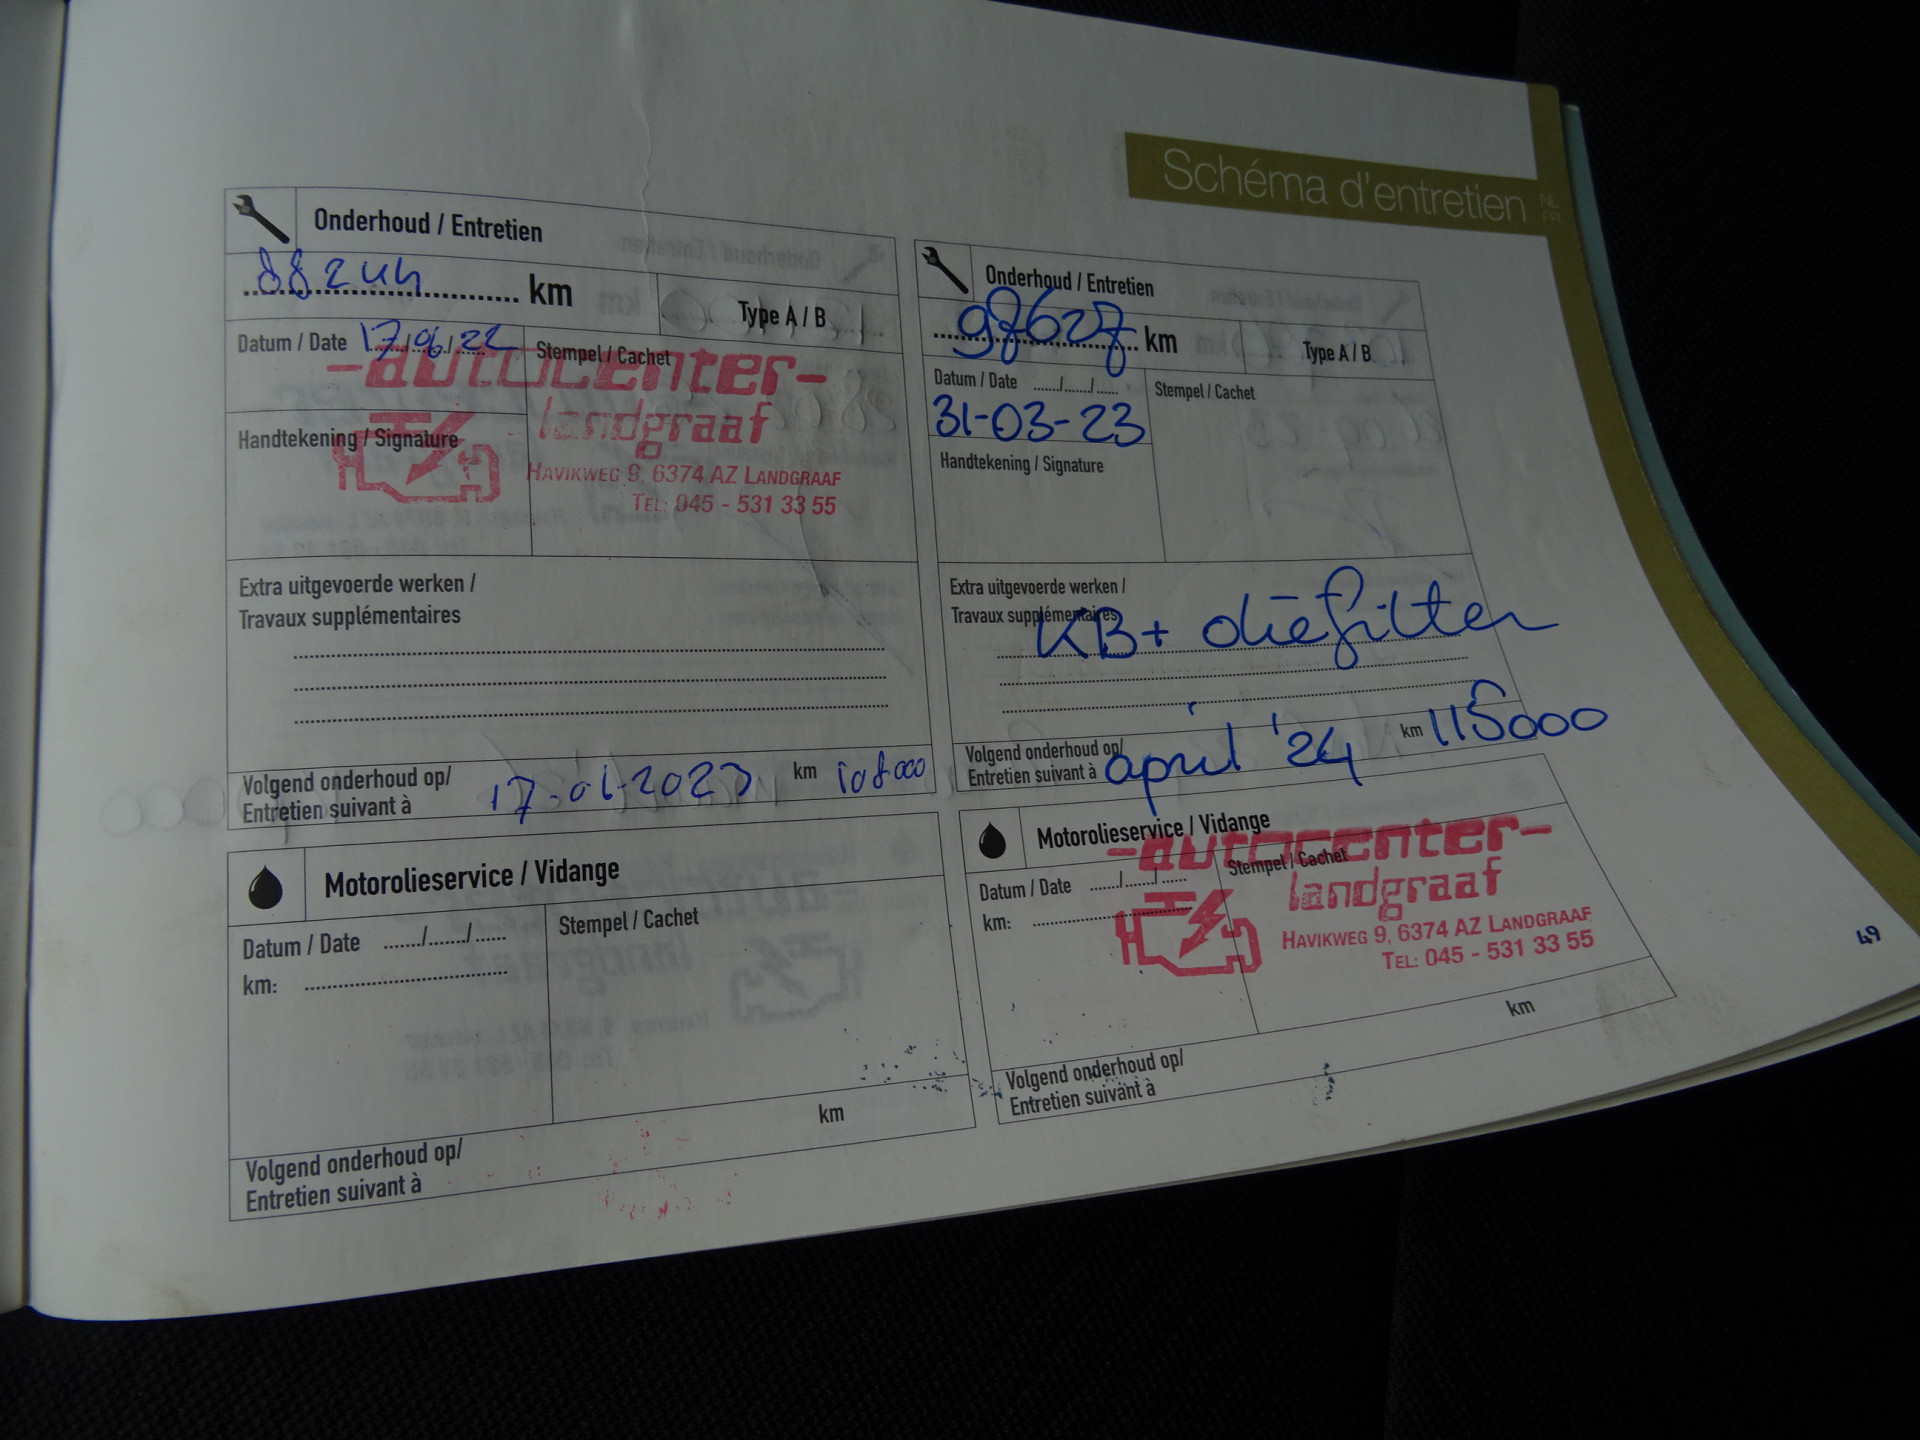 Schéma d'entretien
NL
FR
Onderhoud / Entretien
88244 km
Type A / B
Datum / Date 17/06/22
Stempel / Cachet
-autocenter-
landgraaf
Handtekening / Signature
HAVIKWEG 9, 6374 AZ LANDGRAAF
TEL: 045 - 531 33 55
Extra uitgevoerde werken /
Travaux supplémentaires
Volgend onderhoud op/
Entretien suivant à
17-01-2023 km 108000
Motorolieservice / Vidange
Datum / Date ....../....../......
Stempel / Cachet
km:
km
Volgend onderhoud op/
Entretien suivant à
Onderhoud / Entretien
97627 km
Type A / B
Datum / Date ....../....../......
31-03-23
Stempel / Cachet
Handtekening / Signature
Extra uitgevoerde werken /
Travaux supplémentaires
KB + oliefilter
Volgend onderhoud op/
Entretien suivant à
april '24 km 115000
Motorolieservice / Vidange
-autocenter-
Stempel / Cachet
landgraaf
Datum / Date ....../....../......
km:
HAVIKWEG 9, 6374 AZ LANDGRAAF
TEL: 045 - 531 33 55
km
Volgend onderhoud op/
Entretien suivant à
49